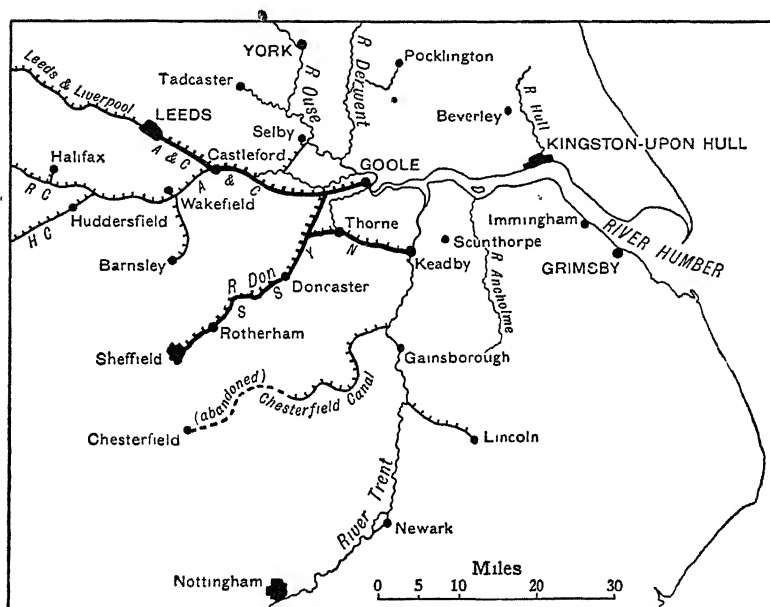 YORK
Pocklington
Tadcaster
R Ouse
R Derwent
Leeds & Liverpool
LEEDS
Selby
Beverley
R Hull
KINGSTON-UPON HULL
A & C
Castleford
GOOLE
Halifax
R C
A & C
Wakefield
Huddersfield
H C
Barnsley
Thorne
Immingham
Scunthorpe
RIVER HUMBER
Y N
Keadby
GRIMSBY
R Don
S S
Doncaster
R Ancholme
Rotherham
Sheffield
Gainsborough
(abandoned)
Chesterfield Canal
Chesterfield
Lincoln
River Trent
Newark
Nottingham
Miles
0 5 10 20 30